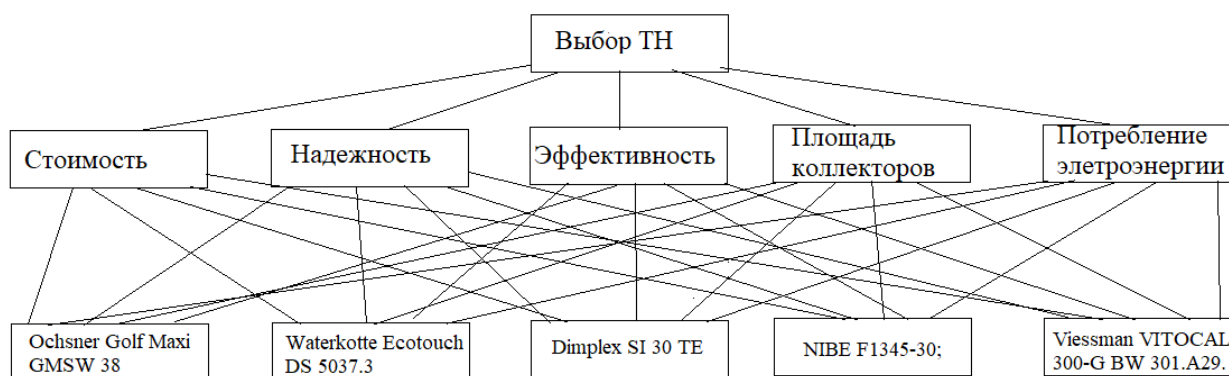 Выбор ТН
Стоимость
Надежность
Эффективность
Площадь
коллекторов
Потребление
элетроэнергии
Ochsner Golf Maxi
GMSW 38
Waterkotte Ecotouch
DS 5037.3
Dimplex SI 30 TE
NIBE F1345-30;
Viessman VITOCAL
300-G BW 301.A29.